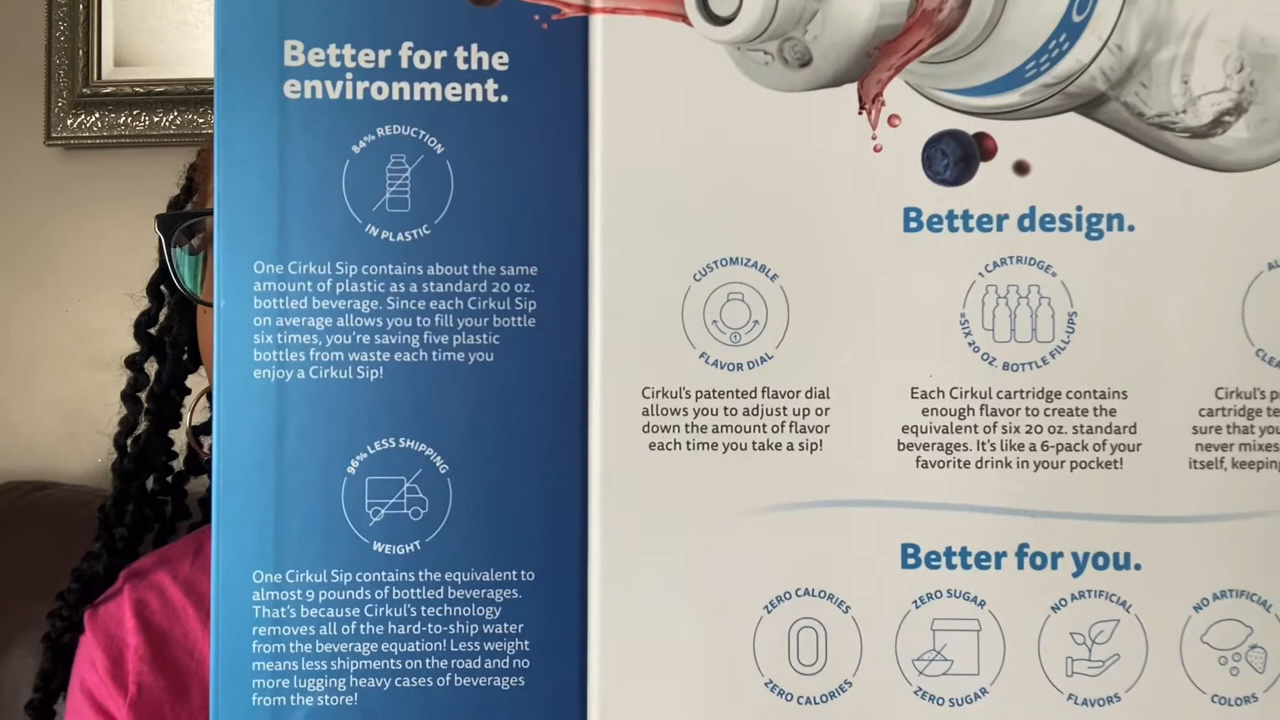 Better for the
environment.
84% REDUCTION
IN PLASTIC
One Cirkul Sip contains about the same
amount of plastic as a standard 20 oz.
bottled beverage. Since each Cirkul Sip
on average allows you to fill your bottle
six times, you're saving five plastic
bottles from waste each time you
enjoy a Cirkul Sip!
96% LESS SHIPPING
WEIGHT
One Cirkul Sip contains the equivalent to
almost 9 pounds of bottled beverages.
That's because Cirkul's technology
removes all of the hard-to-ship water
from the beverage equation! Less weight
means less shipments on the road and no
more lugging heavy cases of beverages
from the store!
Better design.
CUSTOMIZABLE
1
FLAVOR DIAL
Cirkul's patented flavor dial
allows you to adjust up or
down the amount of flavor
each time you take a sip!
1 CARTRIDGE=
=SIX 20 OZ. BOTTLE FILL-UPS
Each Cirkul cartridge contains
enough flavor to create the
equivalent of six 20 oz. standard
beverages. It's like a 6-pack of your
favorite drink in your pocket!
AL
CLEA
Cirkul's p
cartridge te
sure that you
never mixes
itself, keeping
Better for you.
ZERO CALORIES
0
ZERO CALORIES
ZERO SUGAR
ZERO SUGAR
NO ARTIFICIAL
FLAVORS
NO ARTIFICIAL
COLORS